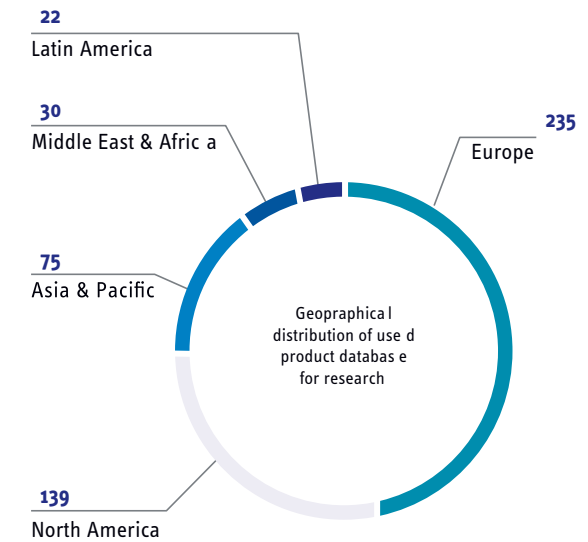 22
Latin America
30
Middle East & Afric a
235
Europe
75
Asia & Pacific
Geopraphica l
distribution of use d
product databas e
for research
139
North America